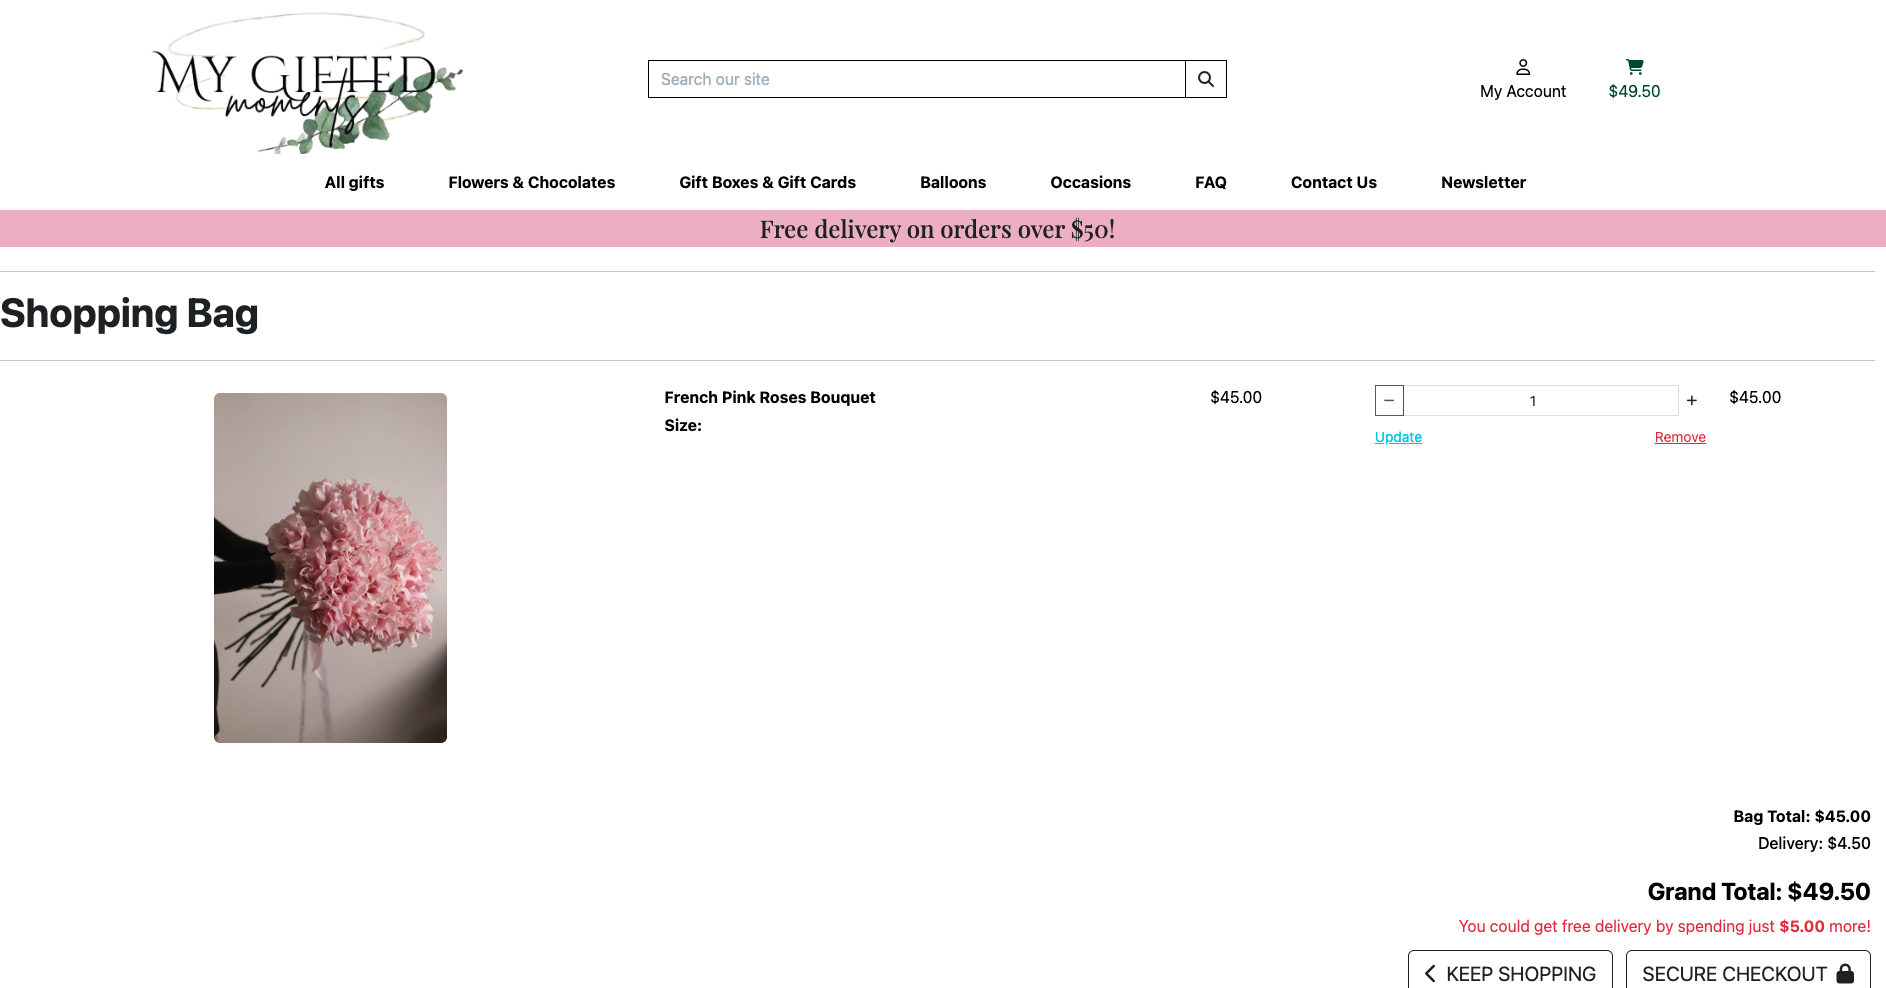 MY GIFTED
moments
Search our site
My Account
$49.50
All gifts
Flowers & Chocolates
Gift Boxes & Gift Cards
Balloons
Occasions
FAQ
Contact Us
Newsletter
Free delivery on orders over $50!
Shopping Bag
French Pink Roses Bouquet
Size:
$45.00
− 1 +
Update
Remove
$45.00
Bag Total: $45.00
Delivery: $4.50
Grand Total: $49.50
You could get free delivery by spending just $5.00 more!
KEEP SHOPPING
SECURE CHECKOUT